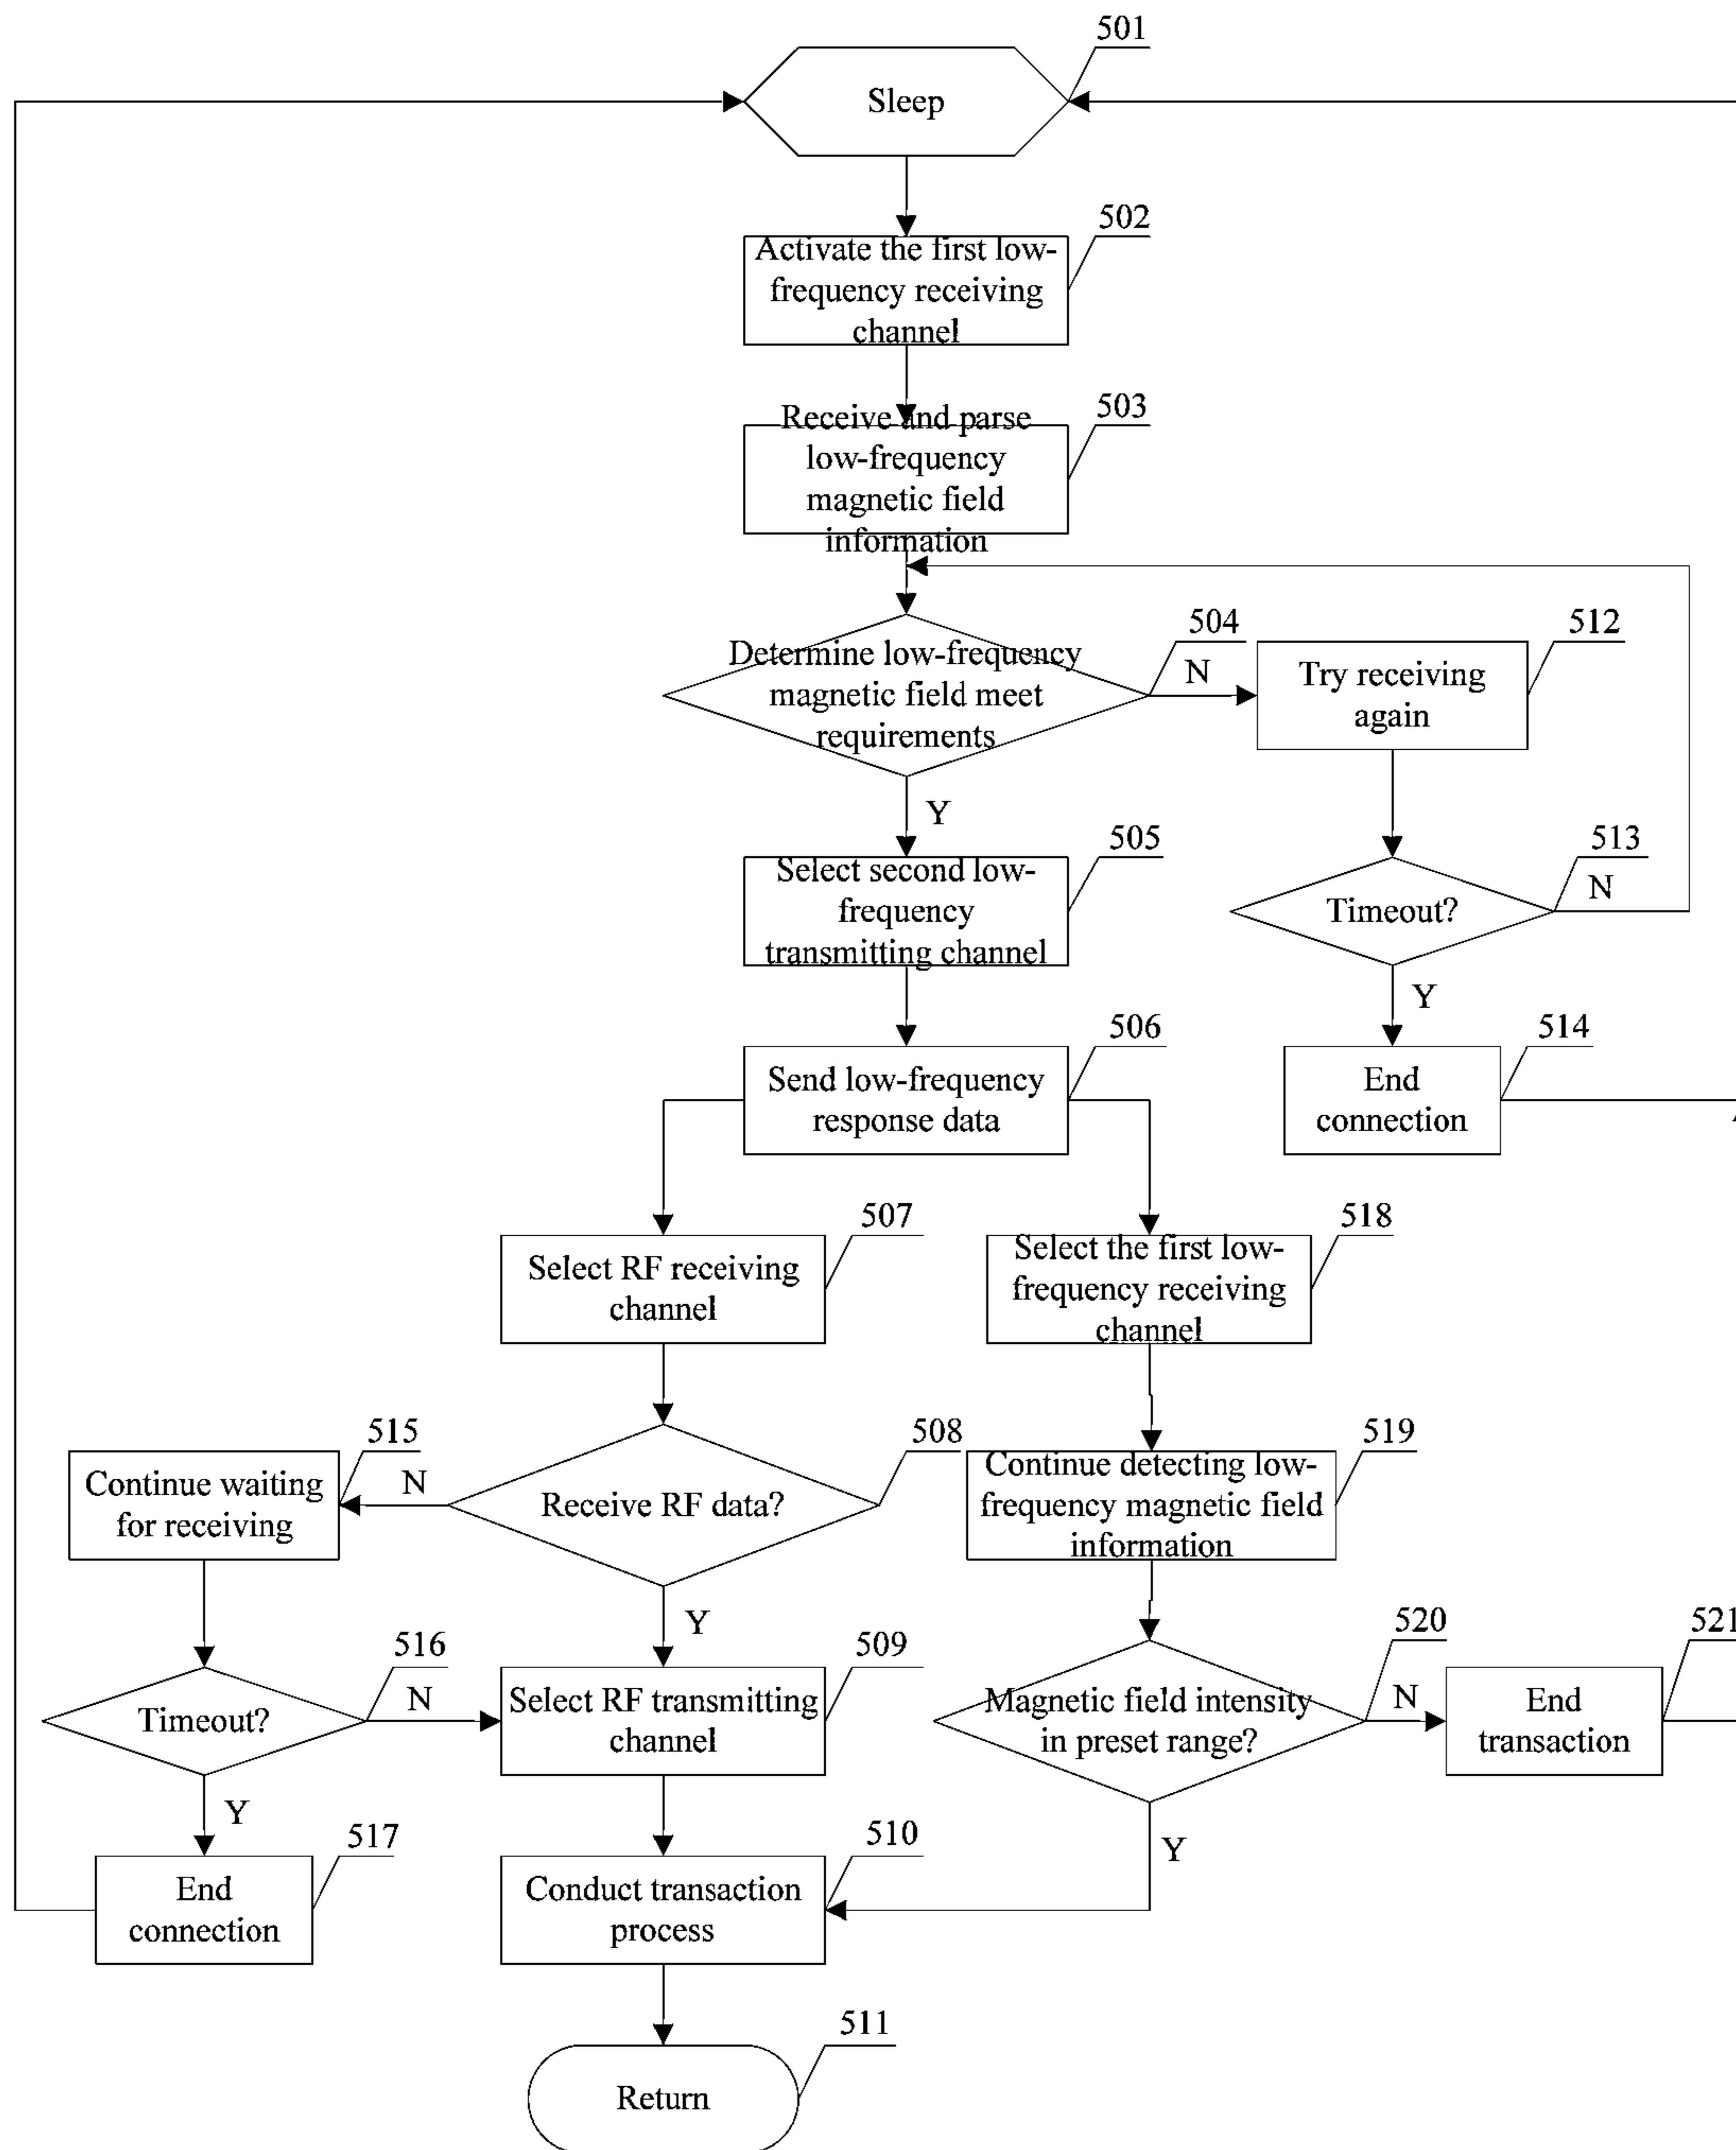 501
Sleep
502
Activate the first low-
frequency receiving
channel
503
Receive and parse
low-frequency
magnetic field
information
504
Determine low-frequency
magnetic field meet
requirements
N
512
Try receiving
again
Y
505
Select second low-
frequency
transmitting channel
513
Timeout?
N
Y
506
Send low-frequency
response data
514
End
connection
507
Select RF receiving
channel
518
Select the first low-
frequency receiving
channel
515
Continue waiting
for receiving
N
508
Receive RF data?
519
Continue detecting low-
frequency magnetic field
information
Y
516
Timeout?
N
509
Select RF transmitting
channel
520
Magnetic field intensity
in preset range?
N
521
End
transaction
Y
517
End
connection
510
Conduct transaction
process
Y
511
Return